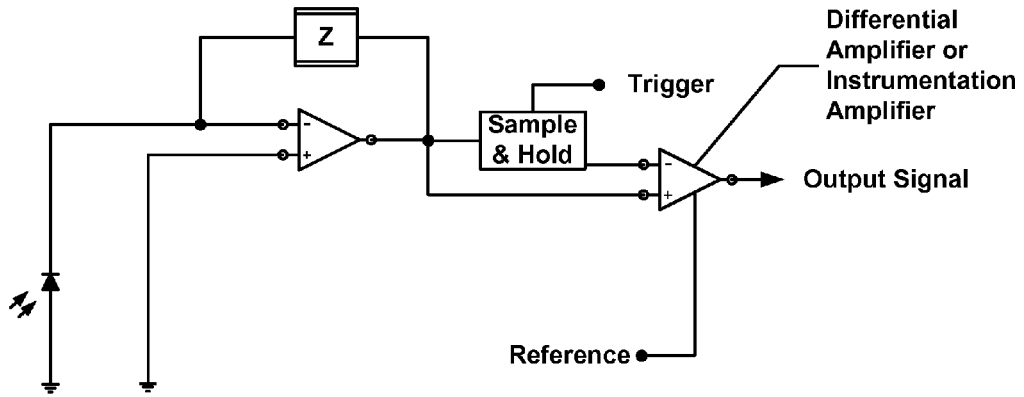 Z
Differential
Amplifier or
Instrumentation
Amplifier
Trigger
Sample
& Hold
-
+
-
+
Output Signal
Reference